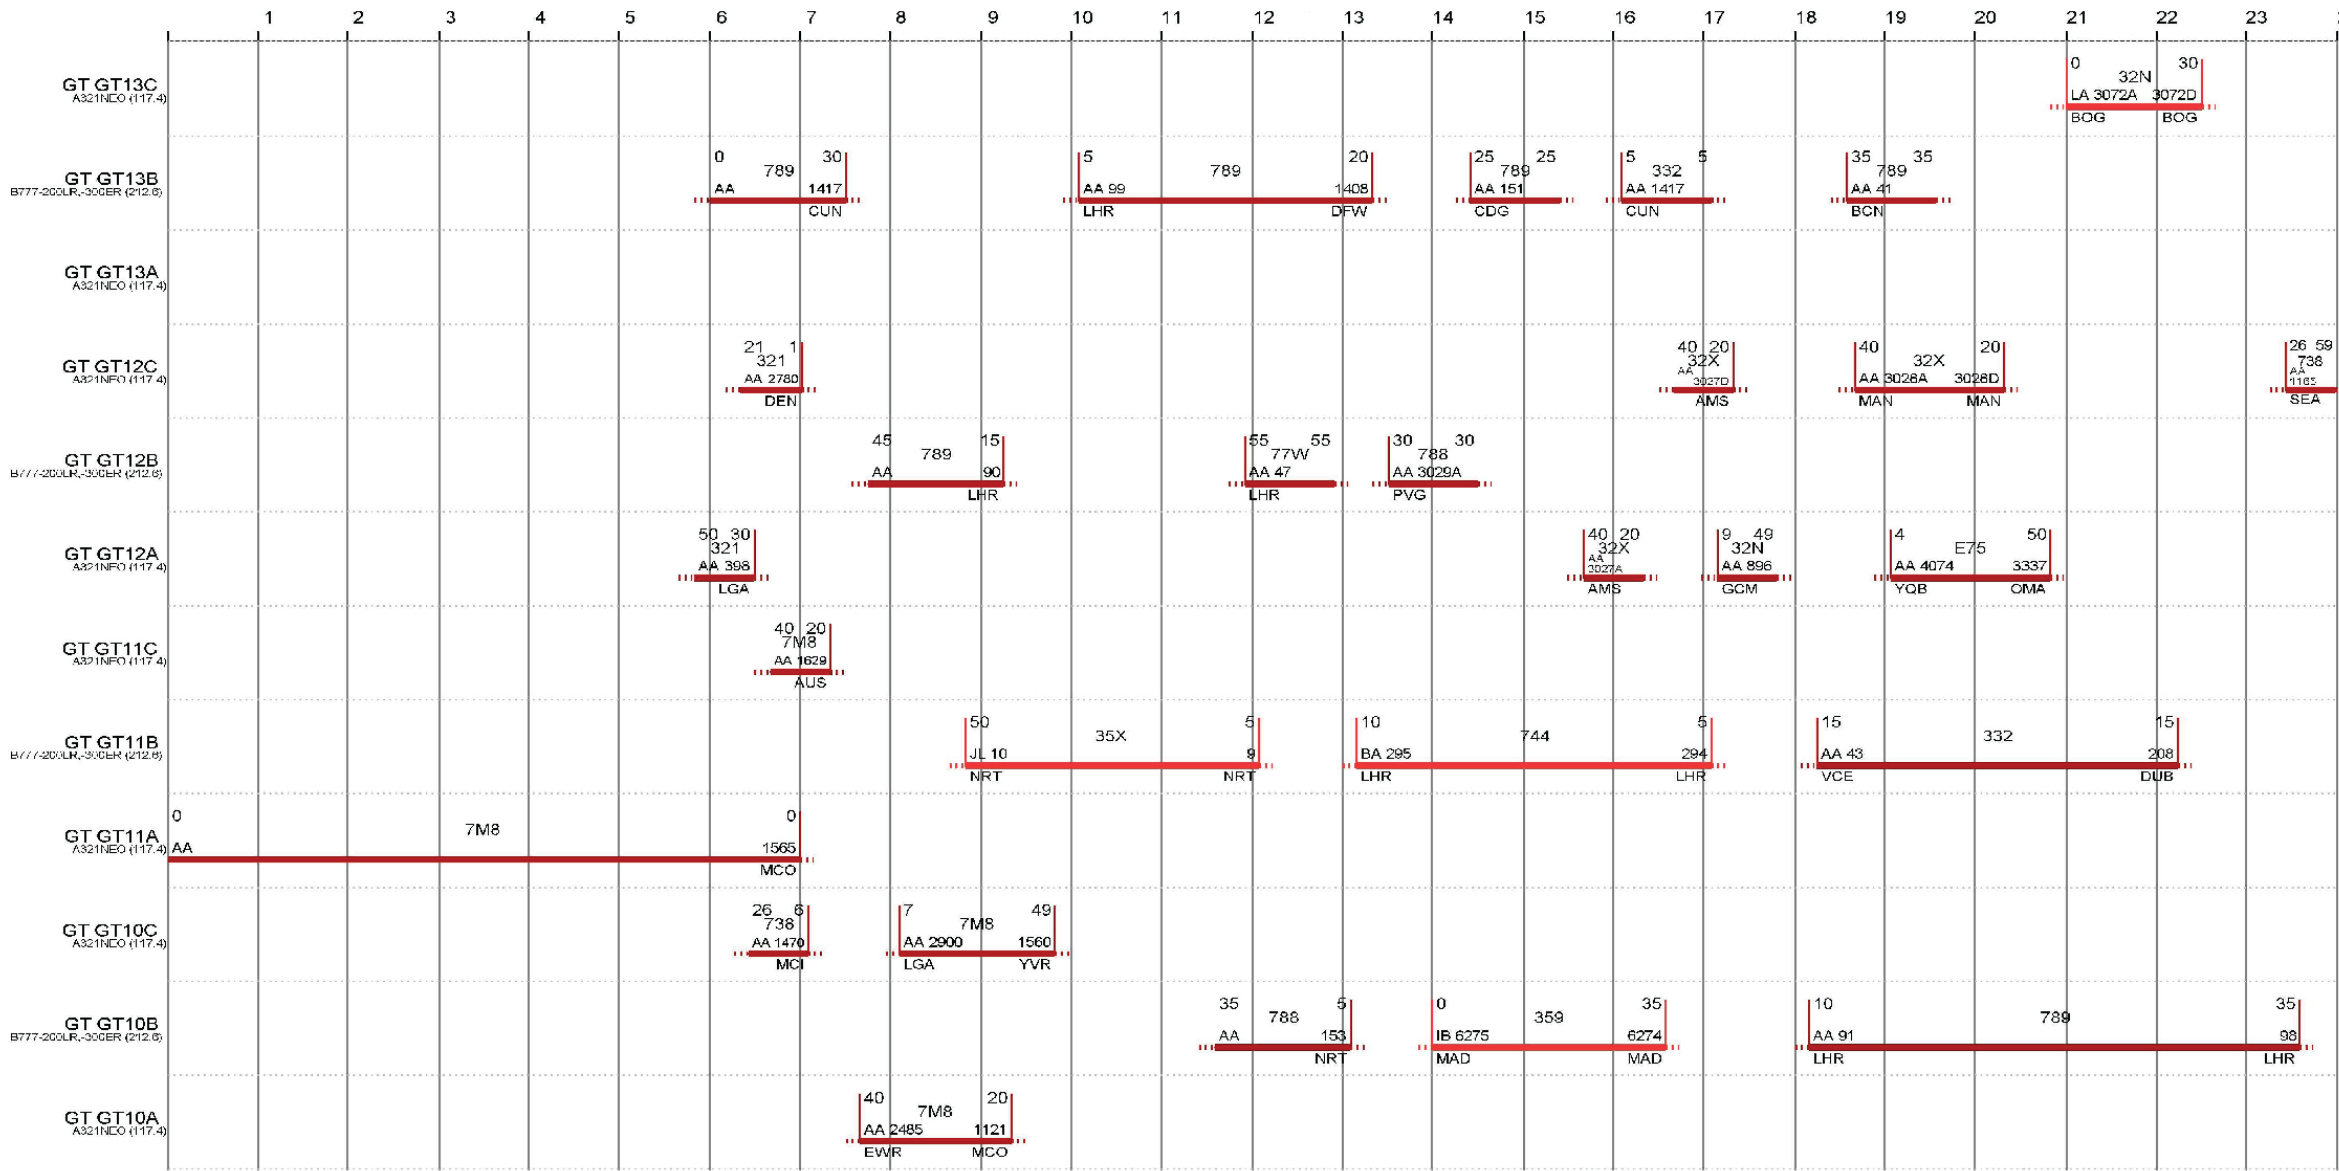 1 2 3 4 5 6 7 8 9 10 11 12 13 14 15 16 17 18 19 20 21 22 23
0 30
GT GT13C 32N
A321NEO (117.4) LA 3072A 3072D
BOG BOG
0 30 5 20 25 25 5 5 35 35
GT GT13B 789 789 789 332 789
B777-200LR,-300ER (212.6) AA 1417 AA 99 1408 AA 151 AA 1417 AA 41
CUN LHR DFW CDG CUN BCN
GT GT13A
A321NEO (117.4)
21 1 40 20 40 20 26 59
GT GT12C 321 32X 32X 738
A321NEO (117.4) AA 2780 AA 3027D AA 3028A 3028D AA 1165
DEN AMS MAN MAN SEA
45 15 55 55 30 30
GT GT12B 789 77W 788
B777-200LR,-300ER (212.6) AA 90 AA 47 AA 3029A
LHR LHR PVG
50 30 40 20 9 49 4 50
GT GT12A 321 32X 32N E75
A321NEO (117.4) AA 398 AA 3027A AA 896 AA 4074 3337
LGA AMS GCM YQB OMA
40 20
GT GT11C 7M8
A321NEO (117.4) AA 1629
AUS
50 5 10 5 15 15
GT GT11B 35X 744 332
B777-200LR,-300ER (212.6) JL 10 9 BA 295 294 AA 43 208
NRT NRT LHR LHR VCE DUB
0 0
GT GT11A 7M8
A321NEO (117.4) AA 1565
MCO
26 6 7 49
GT GT10C 738 7M8
A321NEO (117.4) AA 1470 AA 2900 1560
MCI LGA YVR
35 5 0 35 10 35
GT GT10B 788 359 789
B777-200LR,-300ER (212.6) AA 153 IB 6275 6274 AA 91 98
NRT MAD MAD LHR LHR
40 20
GT GT10A 7M8
A321NEO (117.4) AA 2485 1121
EWR MCO